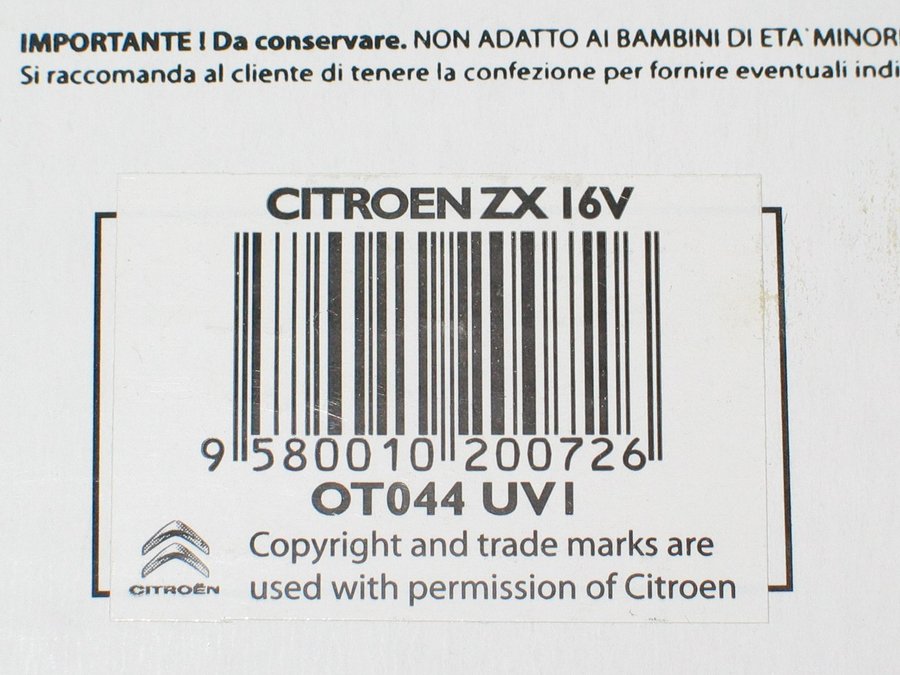 IMPORTANTE ! Da conservare. NON ADATTO AI BAMBINI DI ETA' MINOR
Si raccomanda al cliente di tenere la confezione per fornire eventuali indi
CITROEN ZX 16V
9 580010 200726
OT044 UV1
Copyright and trade marks are
used with permission of Citroen
CITROËN